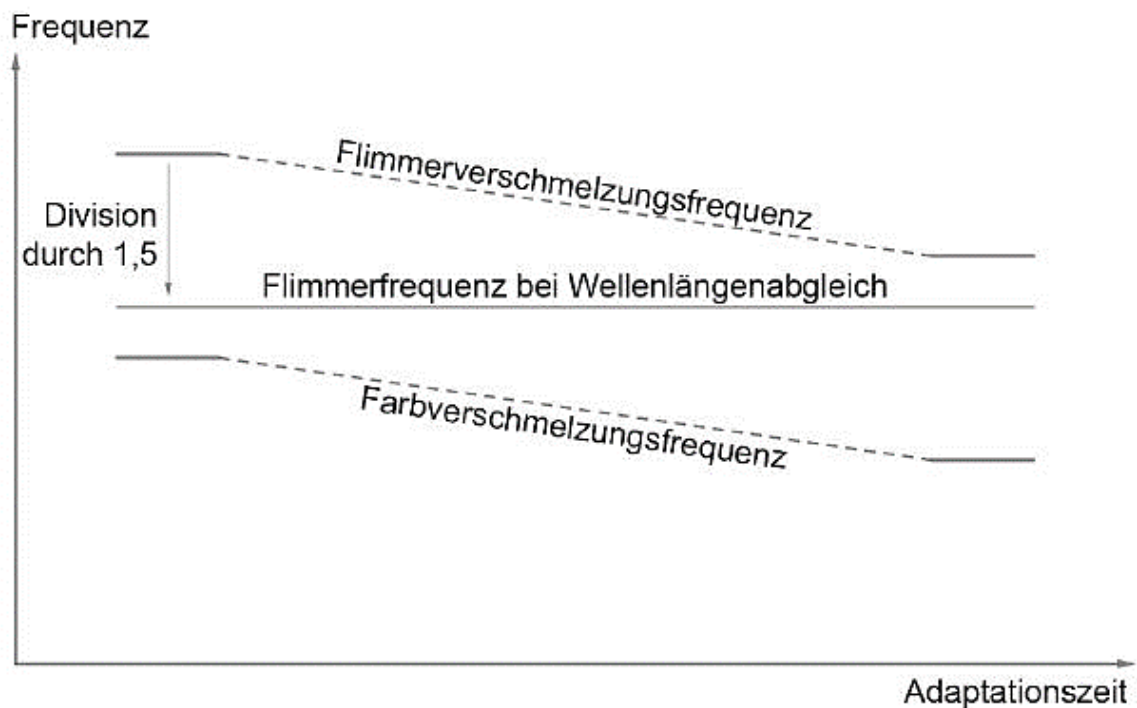 Frequenz
Flimmerverschmelzungsfrequenz
Division
durch 1,5
Flimmerfrequenz bei Wellenlängenabgleich
Farbverschmelzungsfrequenz
Adaptationszeit